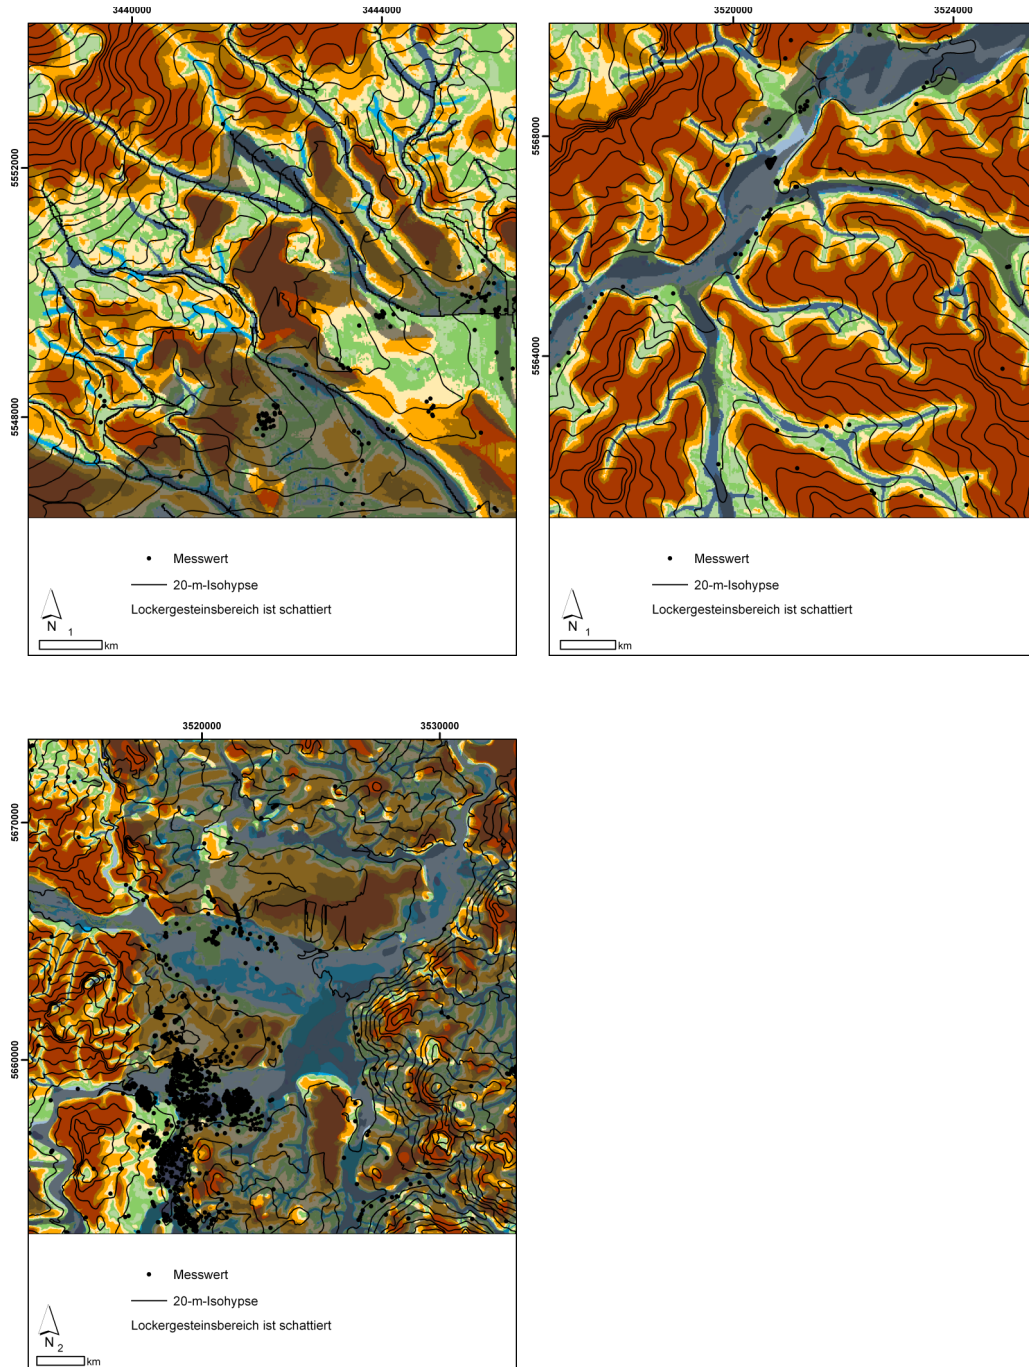 3440000 3444000
5552000
5548000
Messwert
20-m-Isohypse
Lockergesteinsbereich ist schattiert
N
1
km
3520000 3524000
5568000
5564000
Messwert
20-m-Isohypse
Lockergesteinsbereich ist schattiert
N
1
km
3520000 3530000
5670000
5660000
Messwert
20-m-Isohypse
Lockergesteinsbereich ist schattiert
N
2
km